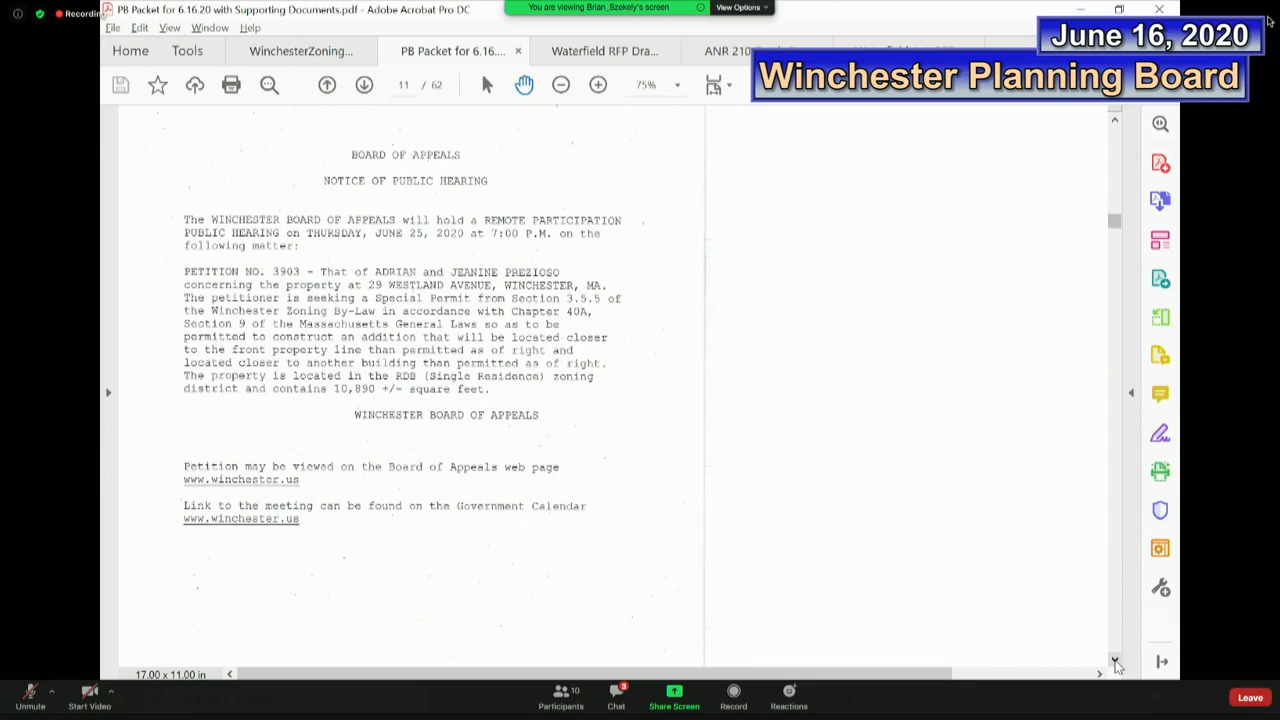 Recording
PB Packet for 6.16.20 with Supporting Documents.pdf - Adobe Acrobat Pro DC
You are viewing Brian_Szekely's screen
View Options
File Edit View Window Help
June 16, 2020
Winchester Planning Board
Home Tools WinchesterZoning... PB Packet for 6.16.... × Waterfield RFP Dra... ANR 210
11 / 62 75%
BOARD OF APPEALS
NOTICE OF PUBLIC HEARING
The WINCHESTER BOARD OF APPEALS will hold a REMOTE PARTICIPATION
PUBLIC HEARING on THURSDAY, JUNE 25, 2020 at 7:00 P.M. on the
following matter:
PETITION NO. 3903 - That of ADRIAN and JEANINE PREZIOSO
concerning the property at 29 WESTLAND AVENUE, WINCHESTER, MA.
The petitioner is seeking a Special Permit from Section 3.5.5 of
the Winchester Zoning By-Law in accordance with Chapter 40A,
Section 9 of the Massachusetts General Laws so as to be
permitted to construct an addition that will be located closer
to the front property line than permitted as of right and
located closer to another building than permitted as of right.
The property is located in the RDB (Single Residence) zoning
district and contains 10,890 +/- square feet.
WINCHESTER BOARD OF APPEALS
Petition may be viewed on the Board of Appeals web page
www.winchester.us
Link to the meeting can be found on the Government Calendar
www.winchester.us
17.00 x 11.00 in
Unmute Start Video Participants 10 Chat 3 Share Screen Record Reactions Leave